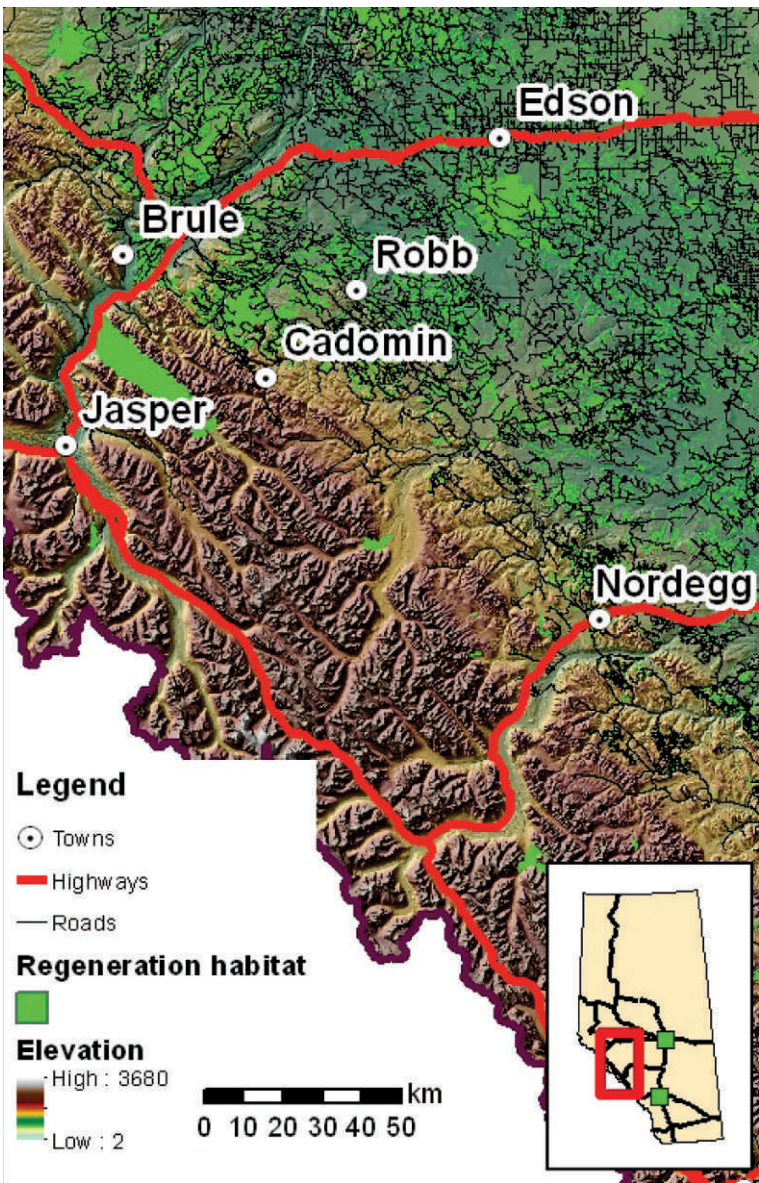 Edson
Brule
Robb
Cadomin
Jasper
Nordegg
Legend
Towns
Highways
Roads
Regeneration habitat
Elevation
High : 3680
Low : 2
km
0 10 20 30 40 50